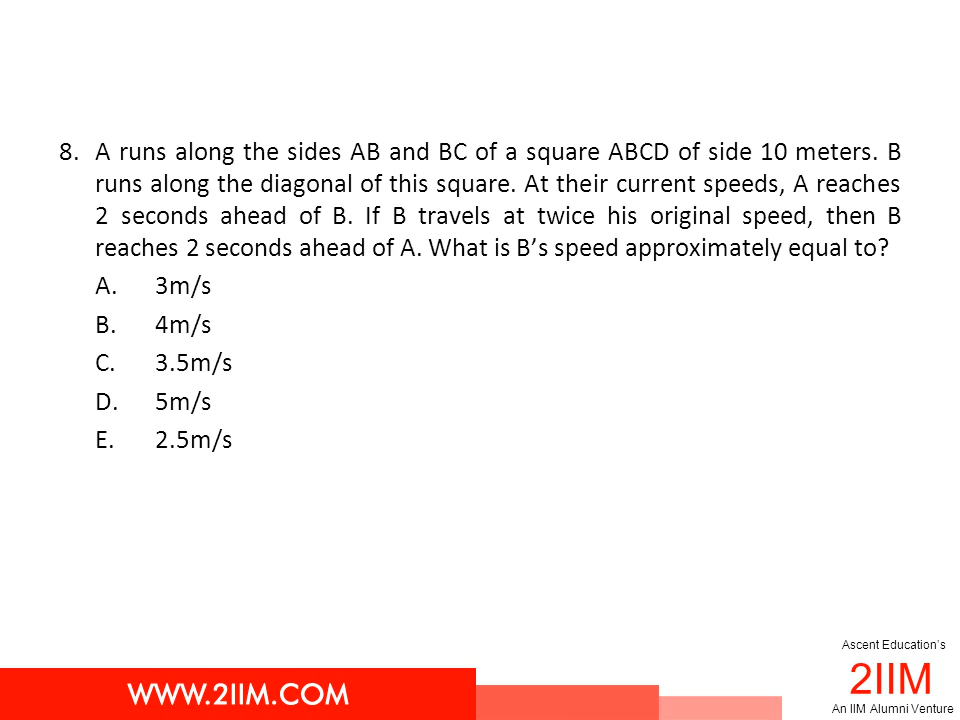 8. A runs along the sides AB and BC of a square ABCD of side 10 meters. B
runs along the diagonal of this square. At their current speeds, A reaches
2 seconds ahead of B. If B travels at twice his original speed, then B
reaches 2 seconds ahead of A. What is B’s speed approximately equal to?
A. 3m/s
B. 4m/s
C. 3.5m/s
D. 5m/s
E. 2.5m/s
WWW.2IIM.COM
Ascent Education’s
2IIM
An IIM Alumni Venture